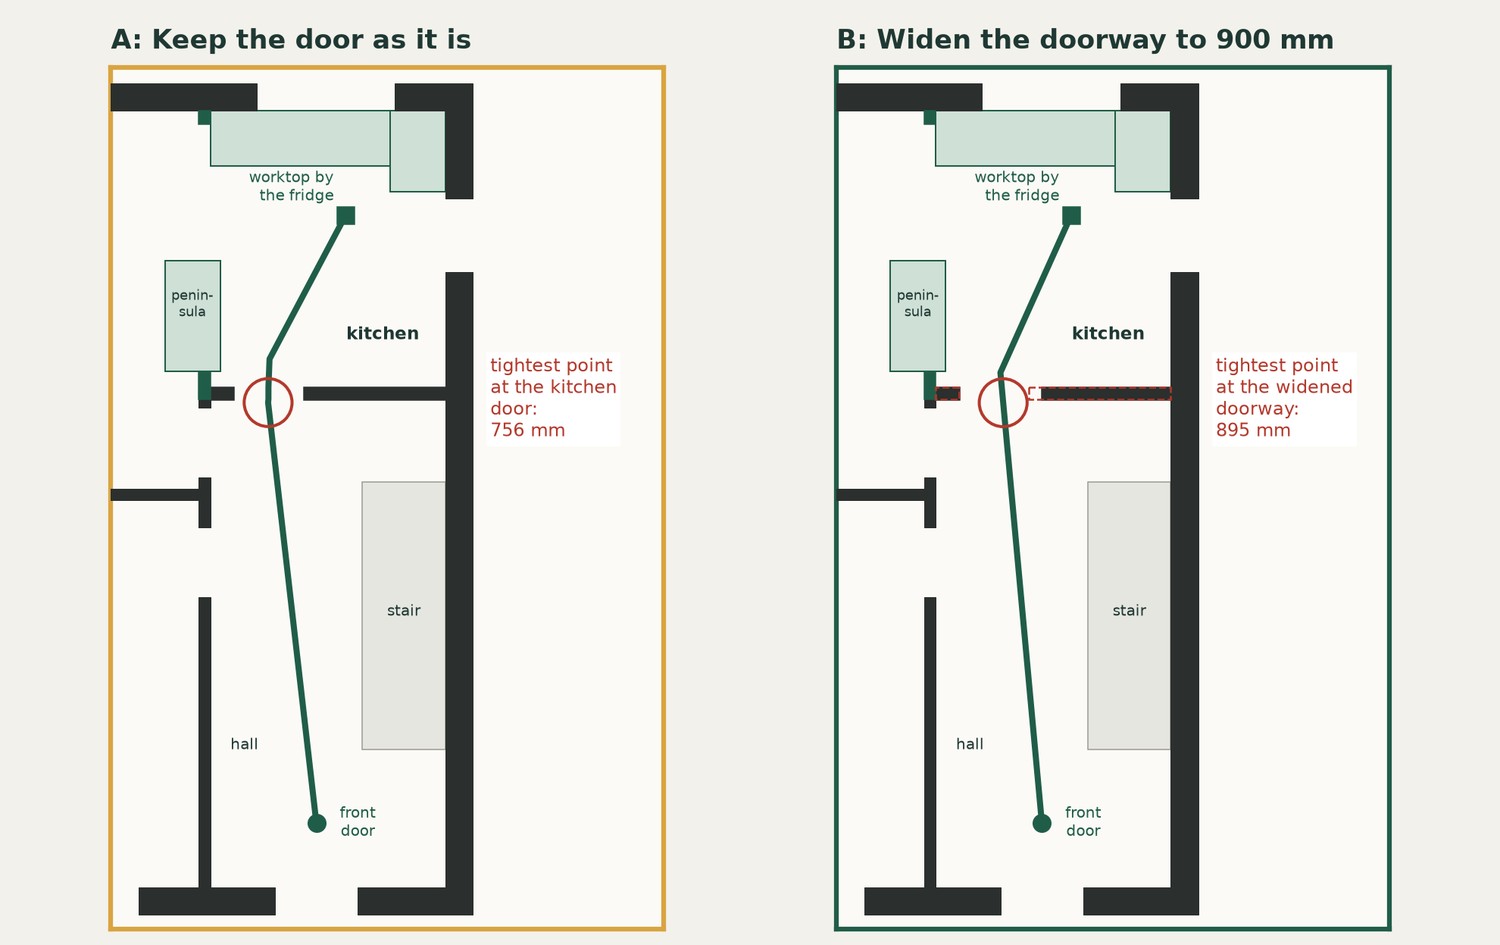 A: Keep the door as it is
worktop by
the fridge
penin-
sula
kitchen
tightest point
at the kitchen
door:
756 mm
stair
hall
front
door
B: Widen the doorway to 900 mm
worktop by
the fridge
penin-
sula
kitchen
tightest point
at the widened
doorway:
895 mm
stair
hall
front
door